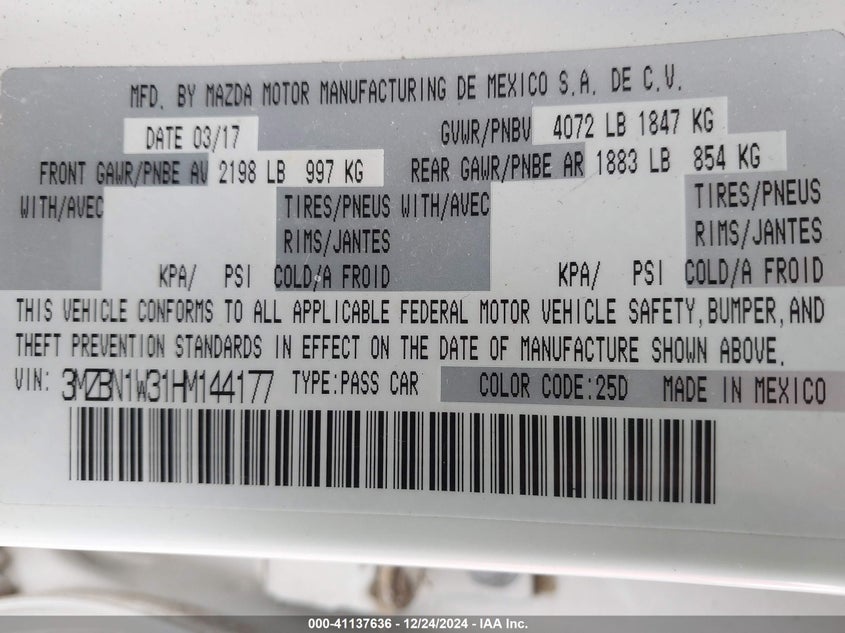 MFD. BY MAZDA MOTOR MANUFACTURING DE MEXICO S.A. DE C.V.
DATE 03/17 GVWR/PNBV 4072 LB 1847 KG
FRONT GAWR/PNBE AV 2198 LB 997 KG REAR GAWR/PNBE AR 1883 LB 854 KG
WITH/AVEC TIRES/PNEUS WITH/AVEC TIRES/PNEUS
RIMS/JANTES RIMS/JANTES
KPA/ PSI COLD/A FROID KPA/ PSI COLD/A FROID
THIS VEHICLE CONFORMS TO ALL APPLICABLE FEDERAL MOTOR VEHICLE SAFETY, BUMPER, AND
THEFT PREVENTION STANDARDS IN EFFECT ON THE DATE OF MANUFACTURE SHOWN ABOVE.
VIN: 3MZBN1W31HM144177 TYPE:PASS CAR COLOR CODE:25D MADE IN MEXICO
000-41137636 - 12/24/2024 - IAA Inc.